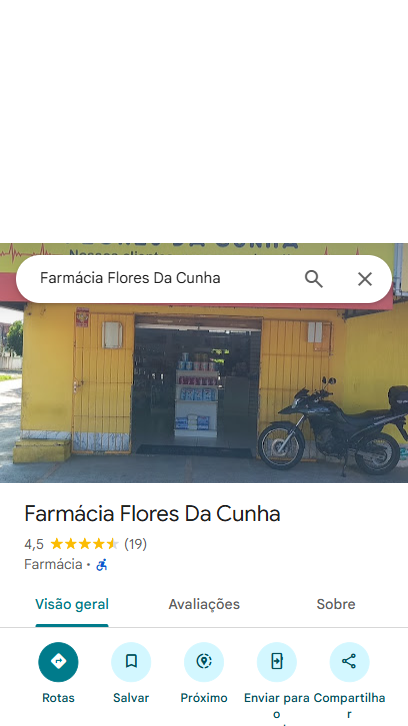 Farmácia Flores Da Cunha
Farmácia Flores Da Cunha
4,5 (19)
Farmácia ·
Visão geral Avaliações Sobre
Rotas Salvar Próximo Enviar para o Compartilhar